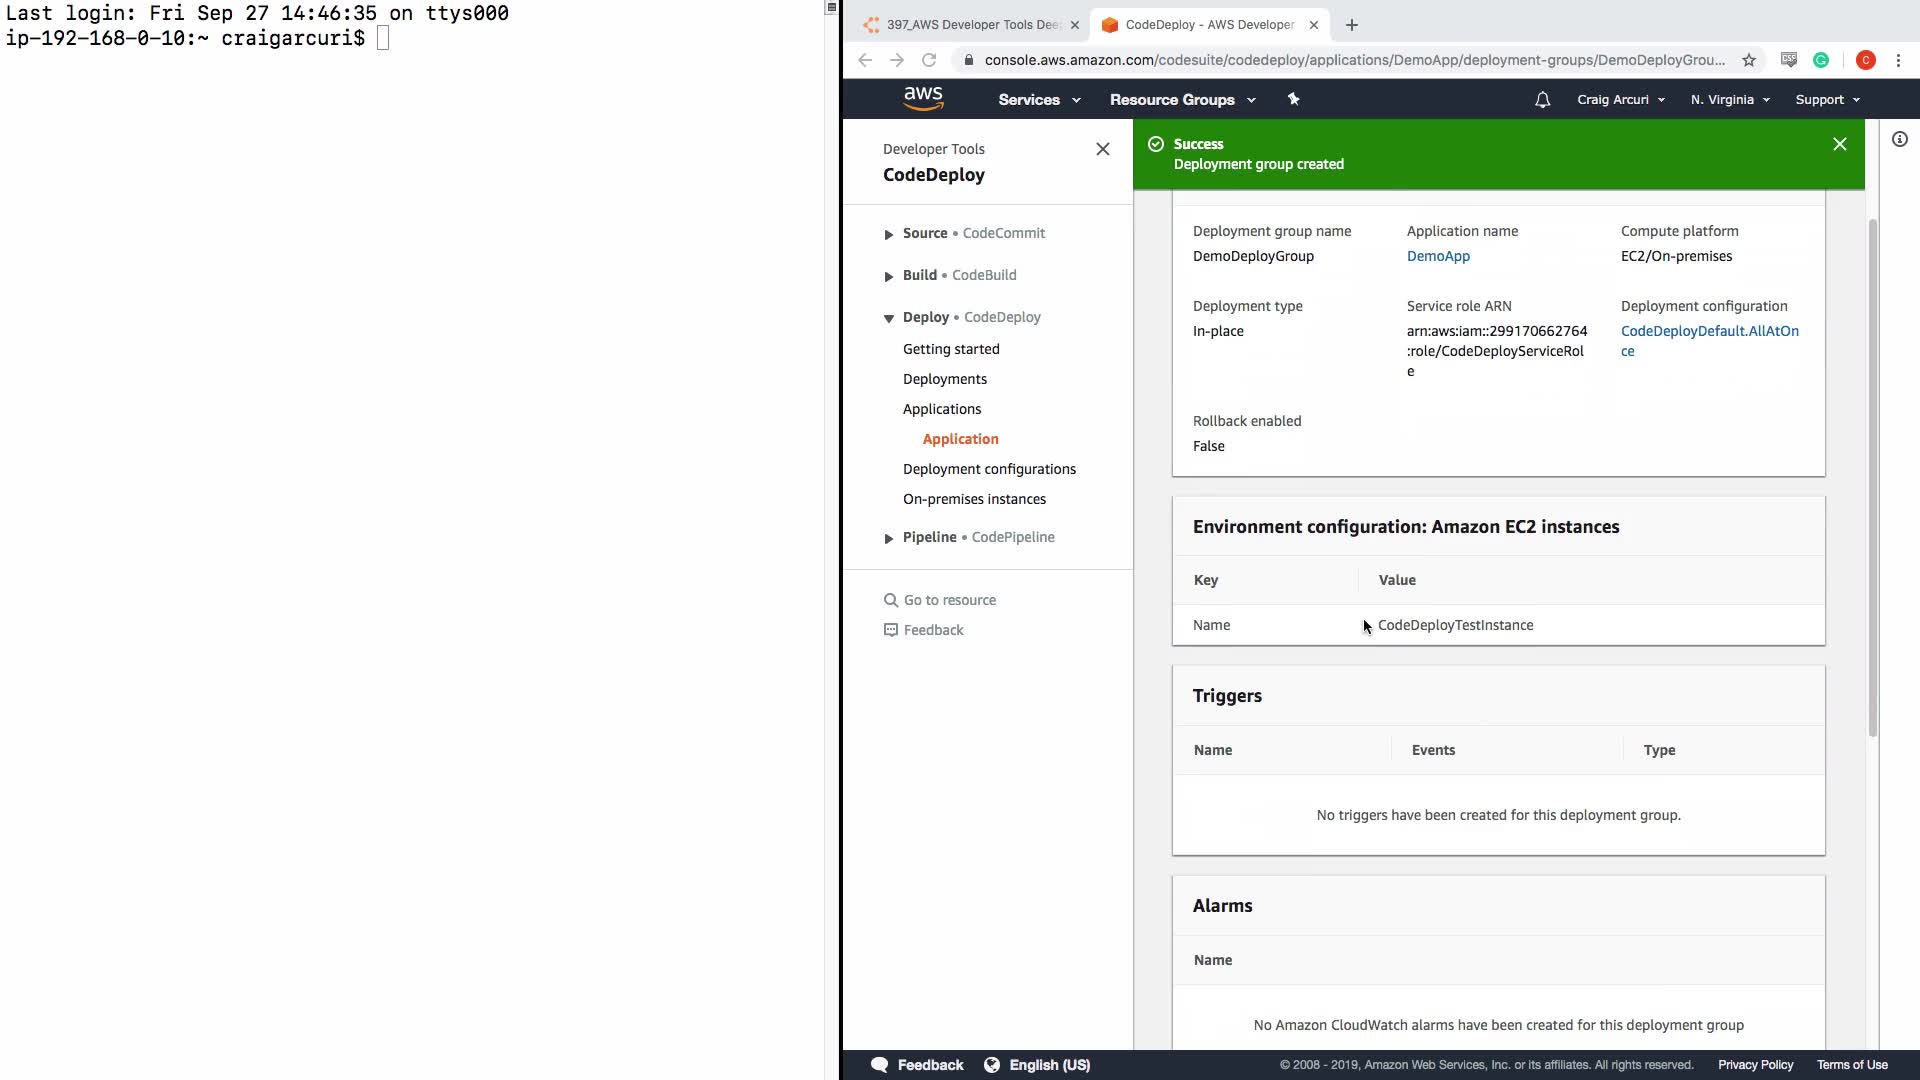 Last login: Fri Sep 27 14:46:35 on ttys000
ip-192-168-0-10:~ craigarcuri$
397_AWS Developer Tools Dee
CodeDeploy - AWS Developer
console.aws.amazon.com/codesuite/codedeploy/applications/DemoApp/deployment-groups/DemoDeployGrou...
C
aws
Services
Resource Groups
Craig Arcuri
N. Virginia
Support
Developer Tools
CodeDeploy
Source • CodeCommit
Build • CodeBuild
Deploy • CodeDeploy
Getting started
Deployments
Applications
Application
Deployment configurations
On-premises instances
Pipeline • CodePipeline
Go to resource
Feedback
Success
Deployment group created
Deployment group name
DemoDeployGroup
Application name
DemoApp
Compute platform
EC2/On-premises
Deployment type
In-place
Service role ARN
arn:aws:iam::299170662764
:role/CodeDeployServiceRol
e
Deployment configuration
CodeDeployDefault.AllAtOn
ce
Rollback enabled
False
Environment configuration: Amazon EC2 instances
Key Value
Name CodeDeployTestInstance
Triggers
Name Events Type
No triggers have been created for this deployment group.
Alarms
Name
No Amazon CloudWatch alarms have been created for this deployment group
Feedback
English (US)
© 2008 - 2019, Amazon Web Services, Inc. or its affiliates. All rights reserved.
Privacy Policy
Terms of Use